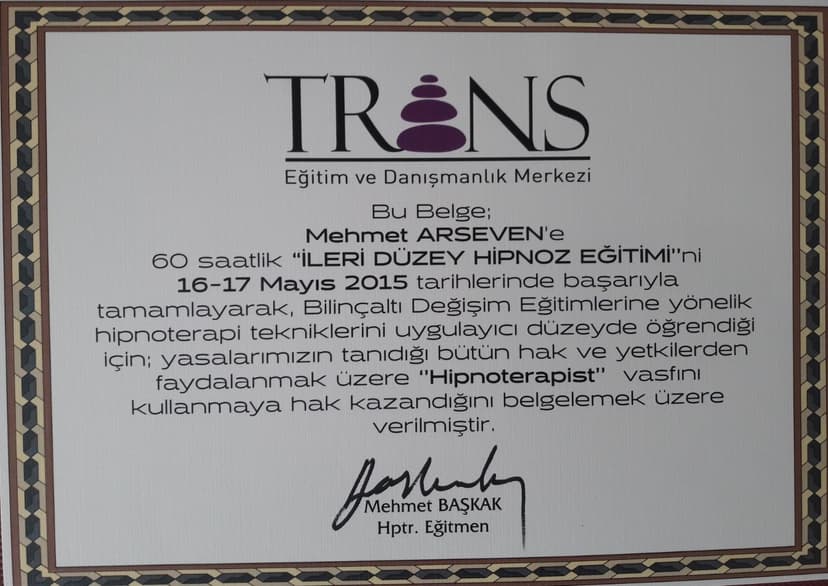 TRANS
Eğitim ve Danışmanlık Merkezi
Bu Belge;
Mehmet ARSEVEN'e
60 saatlik "İLERİ DÜZEY HİPNOZ EĞİTİMİ"ni
16-17 Mayıs 2015 tarihlerinde başarıyla
tamamlayarak, Bilinçaltı Değişim Eğitimlerine yönelik
hipnoterapi tekniklerini uygulayıcı düzeyde öğrendiği
için; yasalarımızın tanıdığı bütün hak ve yetkilerden
faydalanmak üzere "Hipnoterapist" vasfını
kullanmaya hak kazandığını belgelemek üzere
verilmiştir.
Mehmet BAŞKAK
Hptr. Eğitmen